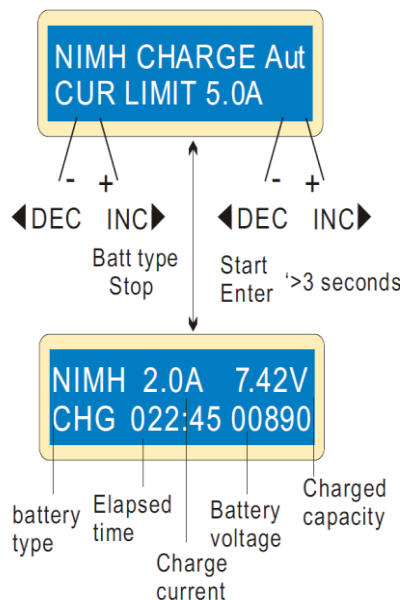 NIMH CHARGE Aut
CUR LIMIT 5.0A
- + - +
◀DEC INC▶ ◀DEC INC▶
Batt type
Stop
Start
Enter
‘>3 seconds
NIMH 2.0A 7.42V
CHG 022:45 00890
battery
type
Elapsed
time
Charge
current
Battery
voltage
Charged
capacity